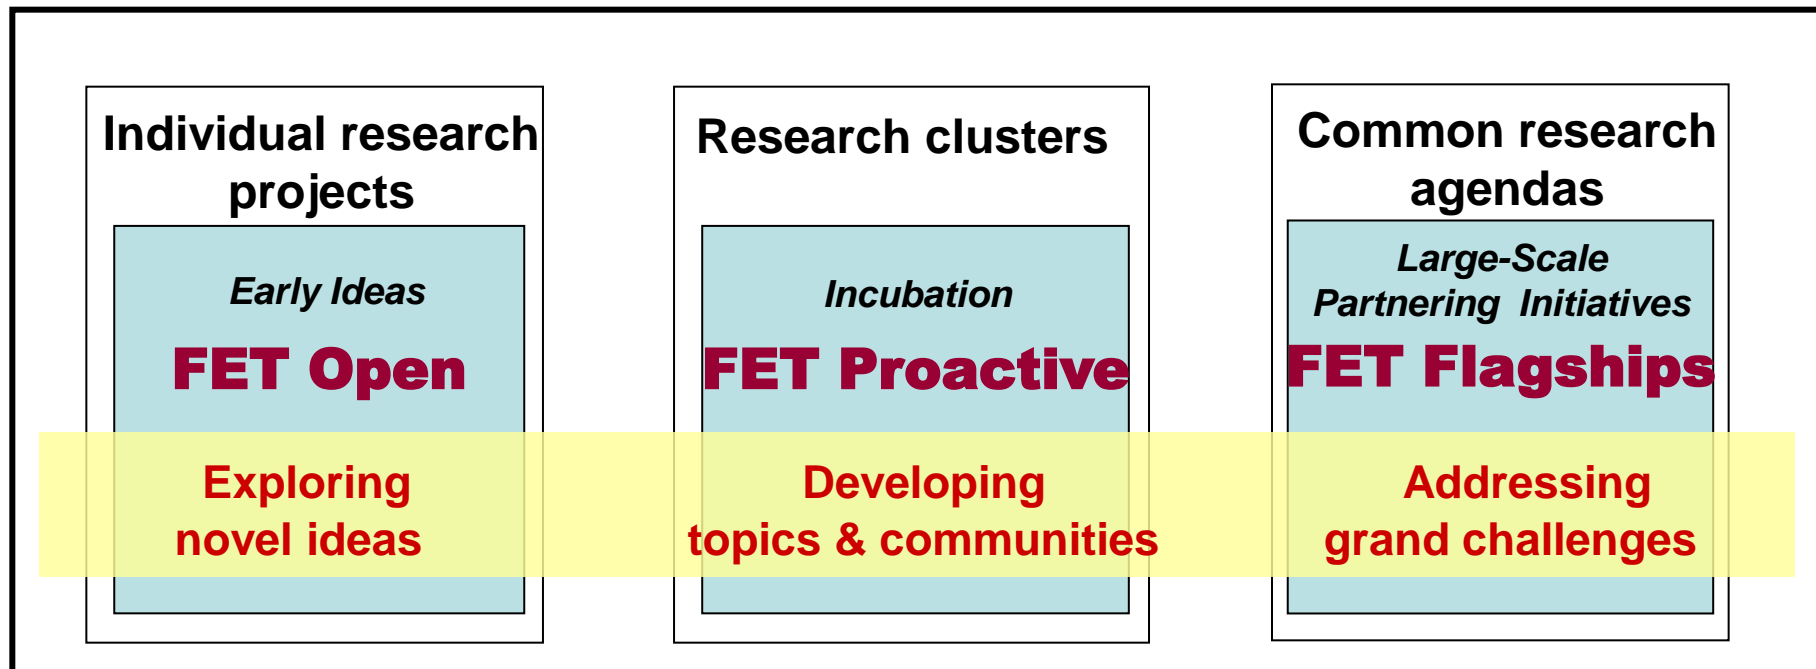 Individual research
projects
Early Ideas
FET Open
Exploring
novel ideas
Research clusters
Incubation
FET Proactive
Developing
topics & communities
Common research
agendas
Large-Scale
Partnering Initiatives
FET Flagships
Addressing
grand challenges